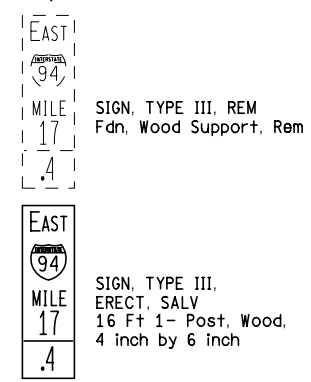 EAST
INTERSTATE
94
MILE
17
.4
SIGN, TYPE III, REM
Fdn, Wood Support, Rem
EAST
INTERSTATE
94
MILE
17
.4
SIGN, TYPE III,
ERECT, SALV
16 Ft 1- Post, Wood,
4 inch by 6 inch